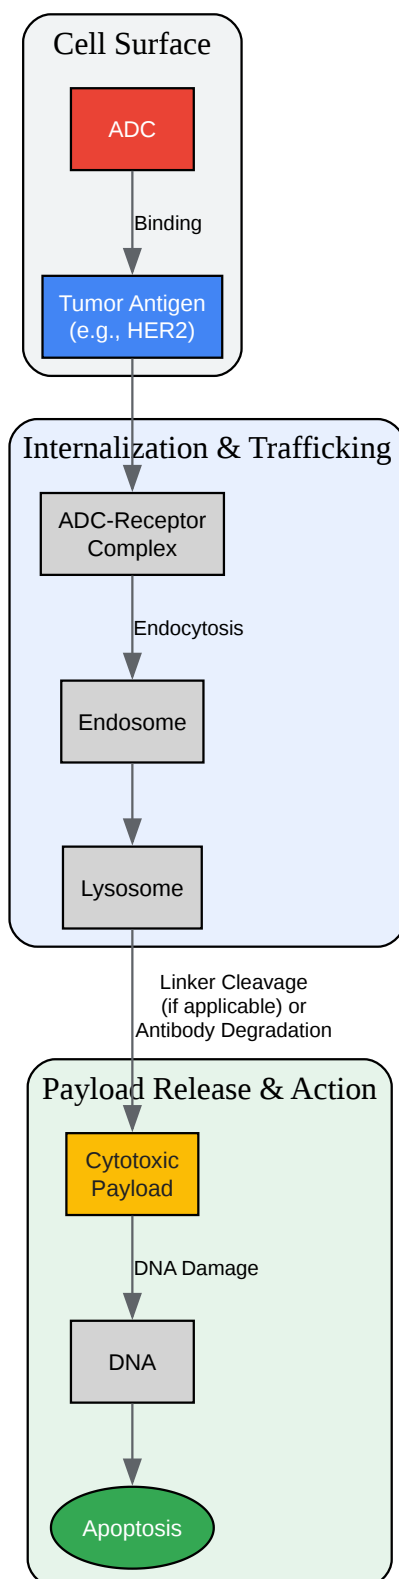 Cell Surface
ADC
Binding
Tumor Antigen
(e.g., HER2)
Internalization & Trafficking
ADC-Receptor
Complex
Endocytosis
Endosome
Lysosome
Linker Cleavage
(if applicable) or
Antibody Degradation
Payload Release & Action
Cytotoxic
Payload
DNA Damage
DNA
Apoptosis